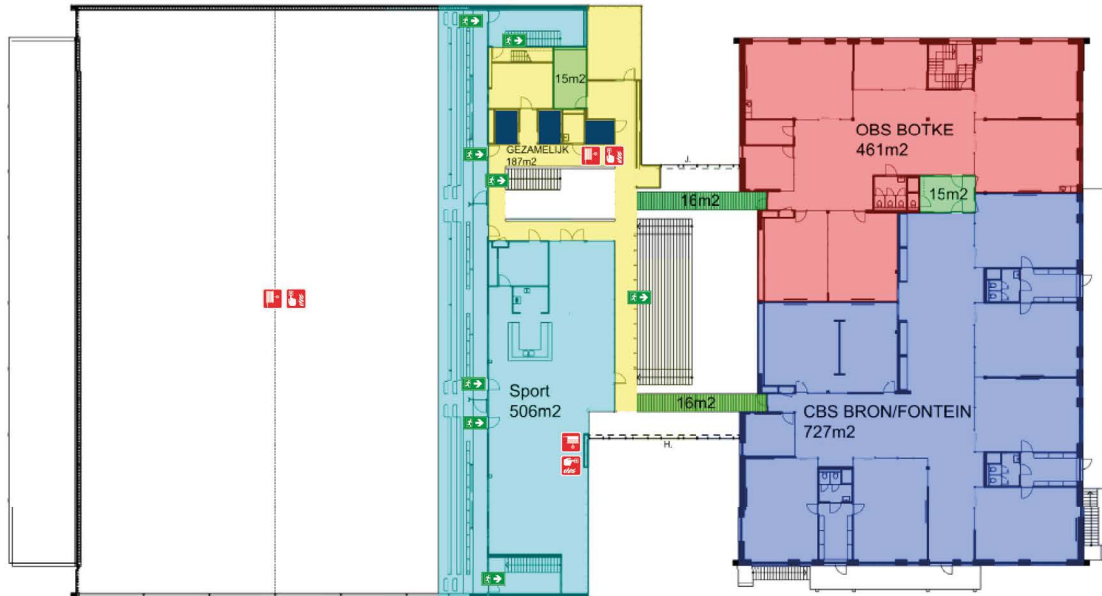 15m2
GEZAMELIJK
187m2
J.
OBS BOTKE
461m2
15m2
16m2
Sport
506m2
16m2
H.
CBS BRON/FONTEIN
727m2